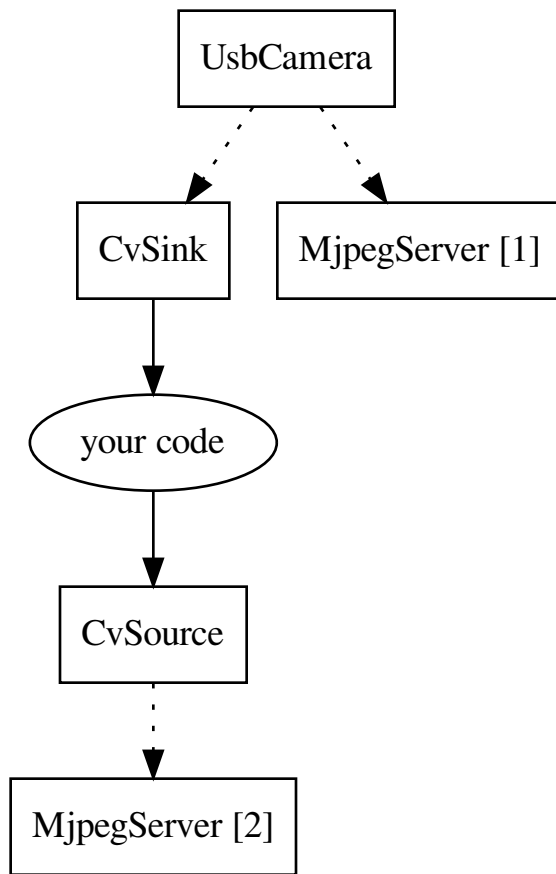 UsbCamera
CvSink
MjpegServer [1]
your code
CvSource
MjpegServer [2]